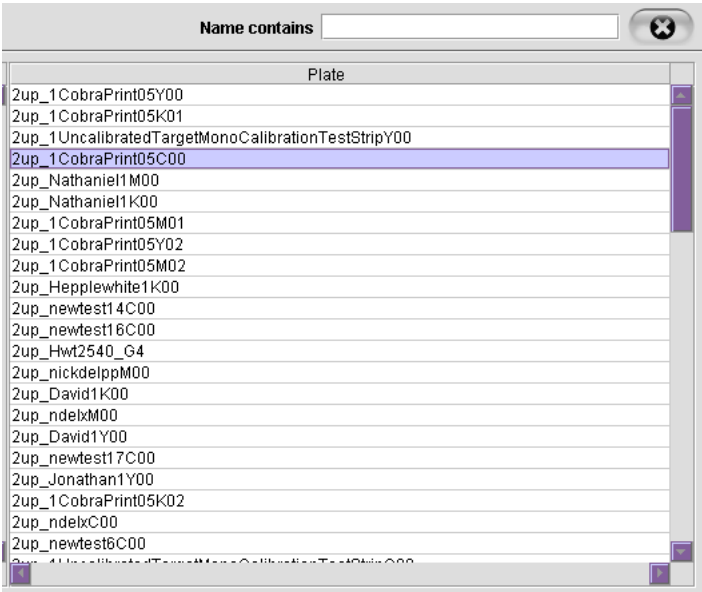 Name contains
Plate
2up_1CobraPrint05Y00
2up_1CobraPrint05K01
2up_1UncalibratedTargetMonoCalibrationTestStripY00
2up_1CobraPrint05C00
2up_Nathaniel1M00
2up_Nathaniel1K00
2up_1CobraPrint05M01
2up_1CobraPrint05Y02
2up_1CobraPrint05M02
2up_Hepplewhite1K00
2up_newtest14C00
2up_newtest16C00
2up_Hwt2540_G4
2up_nickdelppM00
2up_David1K00
2up_ndelxM00
2up_David1Y00
2up_newtest17C00
2up_Jonathan1Y00
2up_1CobraPrint05K02
2up_ndelxC00
2up_newtest6C00